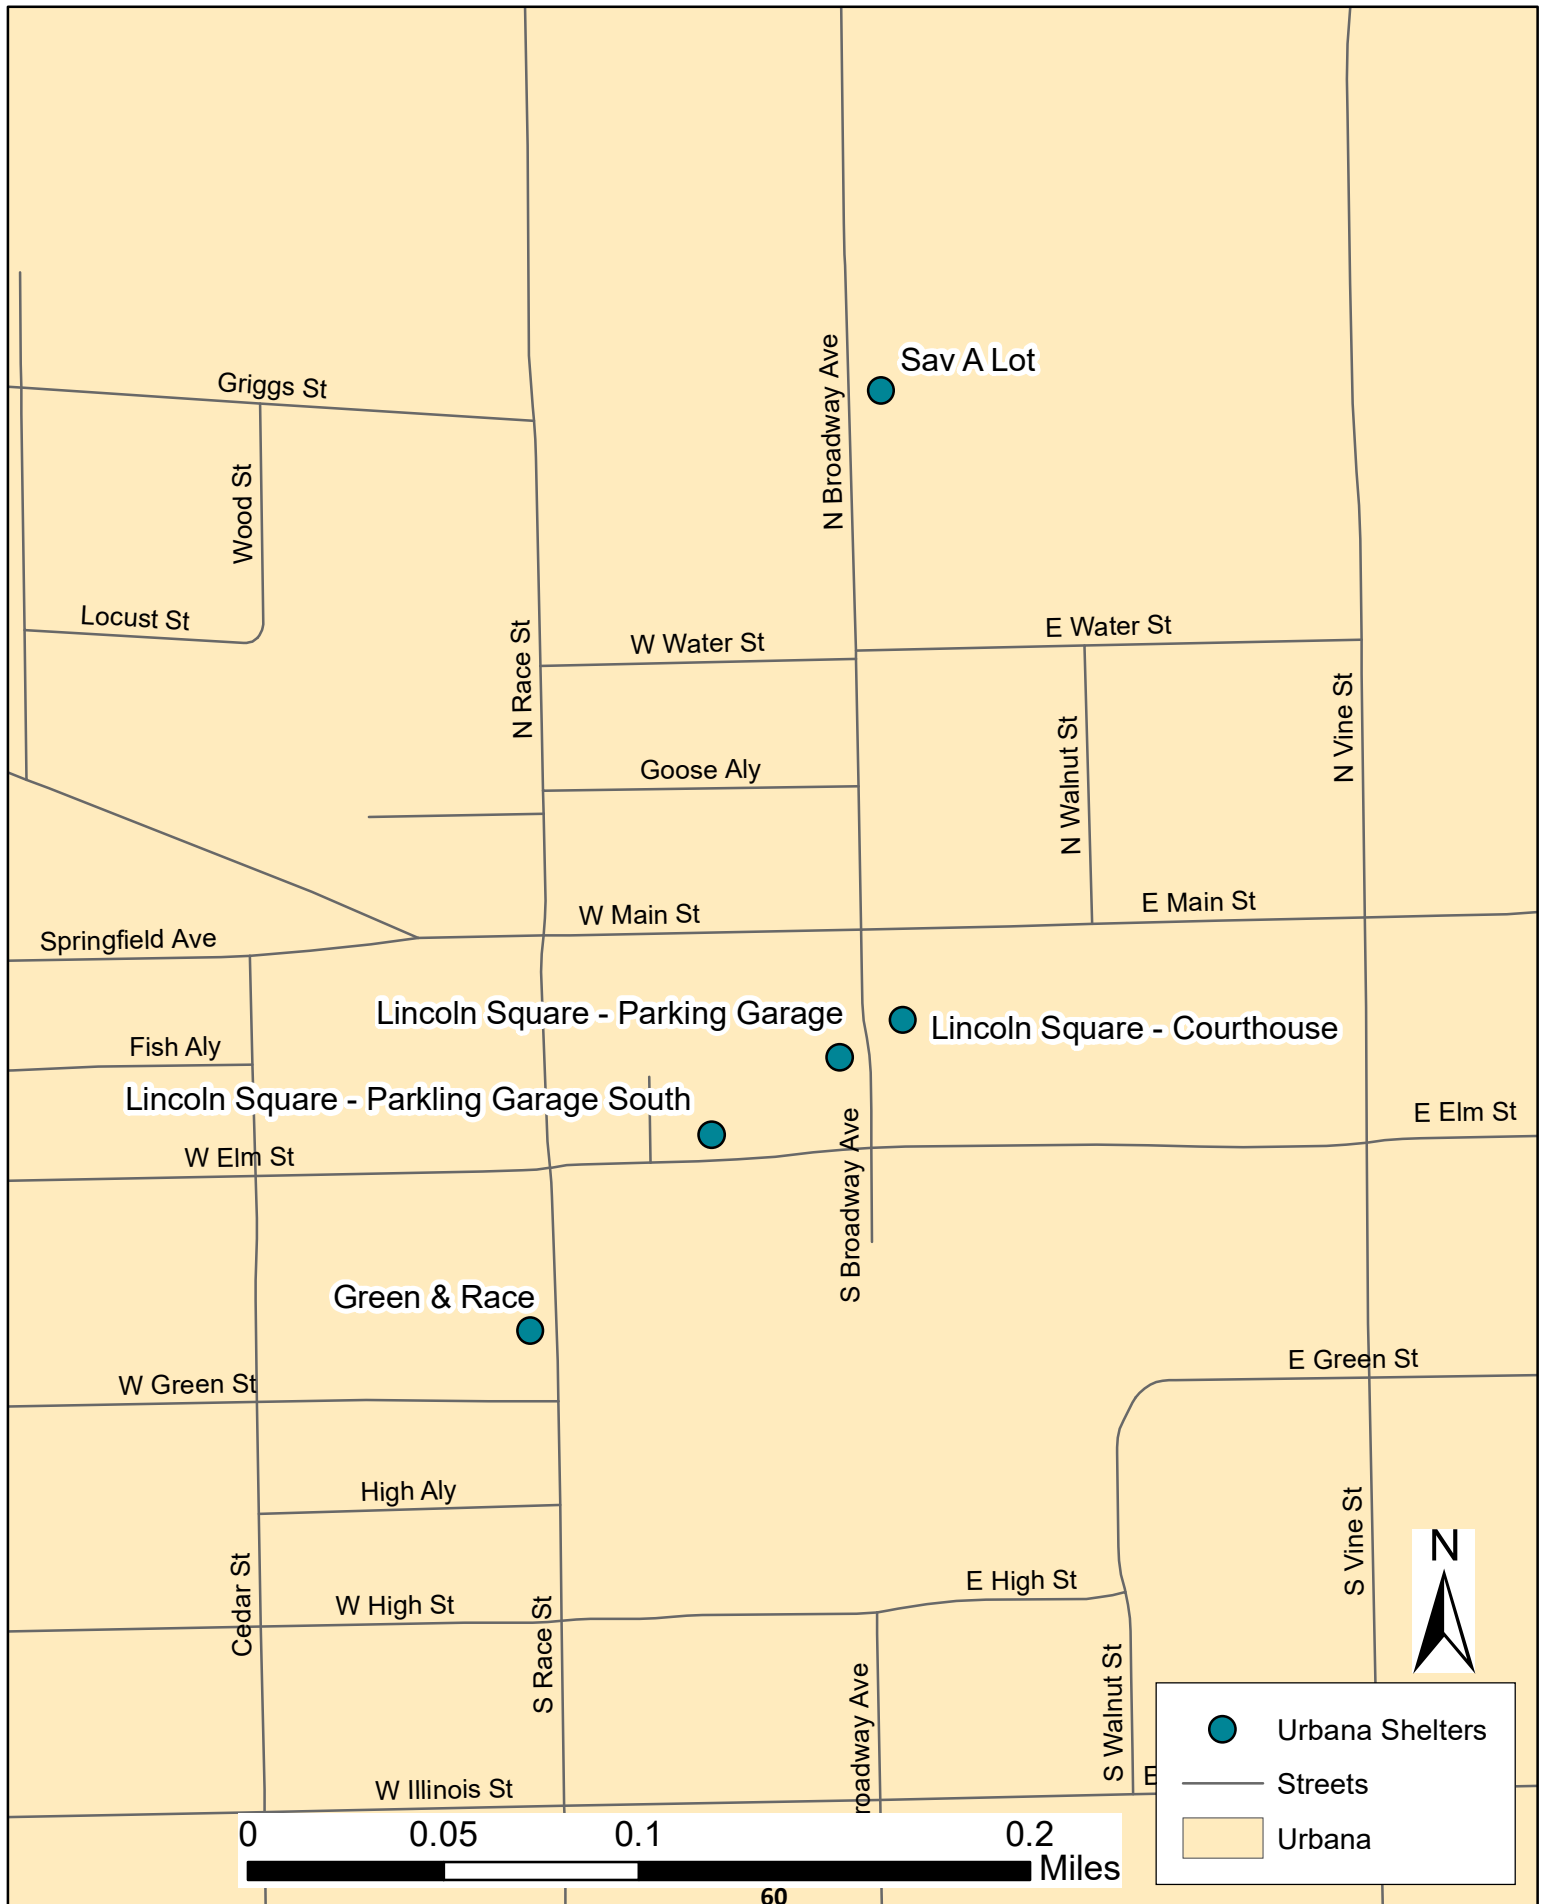 Sav A Lot
N Broadway Ave
Griggs St
Wood St
Locust St
N Race St
W Water St
E Water St
N Vine St
N Walnut St
Goose Aly
W Main St
E Main St
Springfield Ave
Lincoln Square - Parking Garage
Lincoln Square - Courthouse
Fish Aly
Lincoln Square - Parkling Garage South
E Elm St
W Elm St
S Broadway Ave
Green & Race
W Green St
E Green St
High Aly
S Vine St
N
Cedar St
W High St
E High St
S Race St
S Walnut St
roadway Ave
W Illinois St
E
Urbana Shelters
Streets
Urbana
0 0.05 0.1 0.2
Miles
60